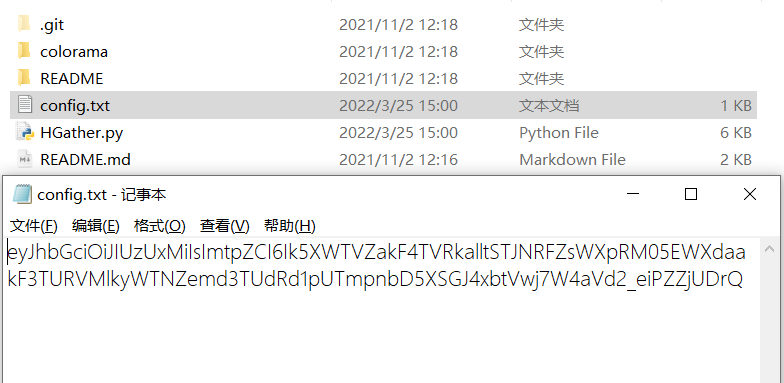 .git 2021/11/2 12:18 文件夹
colorama 2021/11/2 12:18 文件夹
README 2021/11/2 12:18 文件夹
config.txt 2022/3/25 15:00 文本文档 1 KB
HGather.py 2022/3/25 15:00 Python File 6 KB
README.md 2021/11/2 12:16 Markdown File 2 KB
config.txt - 记事本
文件(F) 编辑(E) 格式(O) 查看(V) 帮助(H)
eyJhbGciOiJIUzUxMiIsImtpZCI6Ik5XWTVZakF4TVRkalltSTJNRFZsWXpRM05EWXdaa
kF3TURVMlkyWTNZemd3TUdRd1pUTmpnbD5XSGJ4xbtVwj7W4aVd2_eiPZZjUDrQ